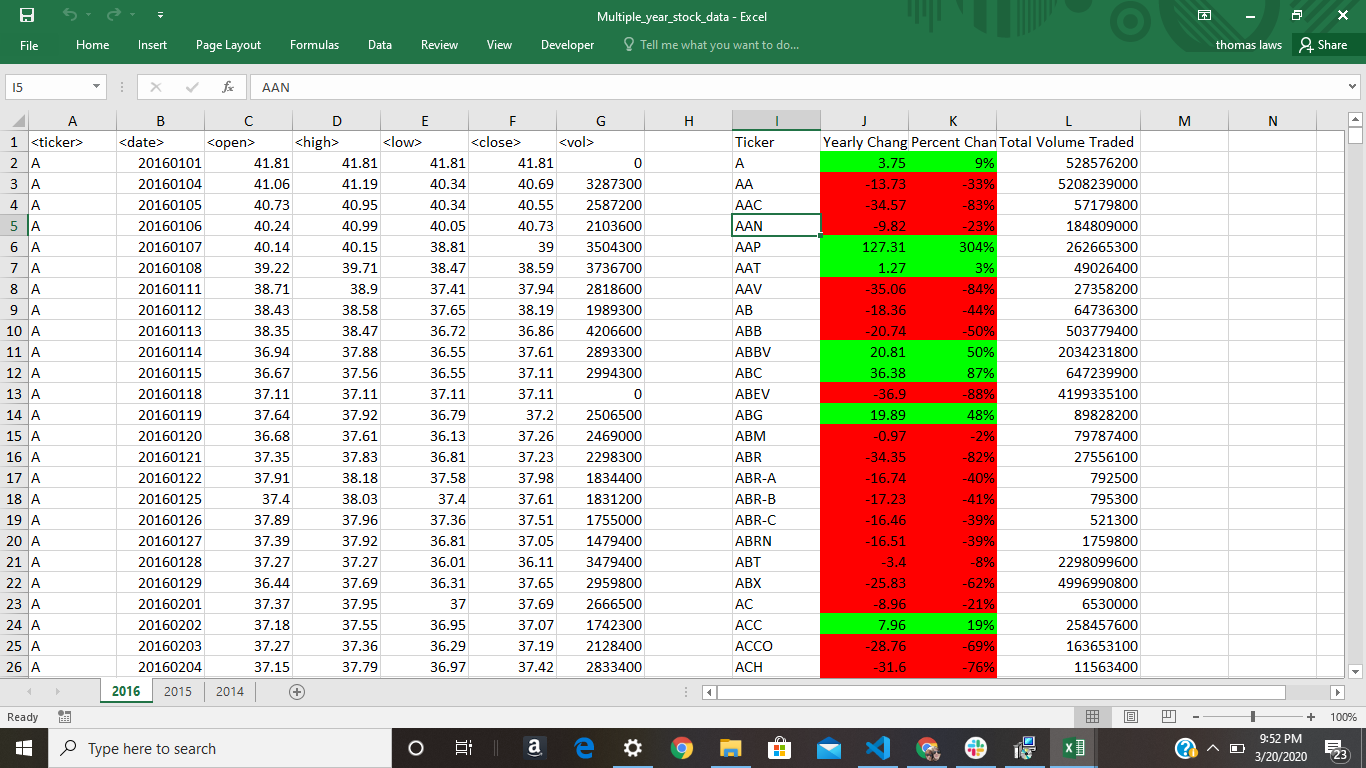 Multiple_year_stock_data - Excel
File Home Insert Page Layout Formulas Data Review View Developer Tell me what you want to do... thomas laws Share
I5 fx AAN
A B C D E F G H I J K L M N
1 <ticker> <date> <open> <high> <low> <close> <vol> Ticker Yearly Chang Percent Chan Total Volume Traded
2 A 20160101 41.81 41.81 41.81 41.81 0 A 3.75 9% 528576200
3 A 20160104 41.06 41.19 40.34 40.69 3287300 AA -13.73 -33% 5208239000
4 A 20160105 40.73 40.95 40.34 40.55 2587200 AAC -34.57 -83% 57179800
5 A 20160106 40.24 40.99 40.05 40.73 2103600 AAN -9.82 -23% 184809000
6 A 20160107 40.14 40.15 38.81 39 3504300 AAP 127.31 304% 262665300
7 A 20160108 39.22 39.71 38.47 38.59 3736700 AAT 1.27 3% 49026400
8 A 20160111 38.71 38.9 37.41 37.94 2818600 AAV -35.06 -84% 27358200
9 A 20160112 38.43 38.58 37.65 38.19 1989300 AB -18.36 -44% 64736300
10 A 20160113 38.35 38.47 36.72 36.86 4206600 ABB -20.74 -50% 503779400
11 A 20160114 36.94 37.88 36.55 37.61 2893300 ABBV 20.81 50% 2034231800
12 A 20160115 36.67 37.56 36.55 37.11 2994300 ABC 36.38 87% 647239900
13 A 20160118 37.11 37.11 37.11 37.11 0 ABEV -36.9 -88% 4199335100
14 A 20160119 37.64 37.92 36.79 37.2 2506500 ABG 19.89 48% 89828200
15 A 20160120 36.68 37.61 36.13 37.26 2469000 ABM -0.97 -2% 79787400
16 A 20160121 37.35 37.83 36.81 37.23 2298300 ABR -34.35 -82% 27556100
17 A 20160122 37.91 38.18 37.58 37.98 1834400 ABR-A -16.74 -40% 792500
18 A 20160125 37.4 38.03 37.4 37.61 1831200 ABR-B -17.23 -41% 795300
19 A 20160126 37.89 37.96 37.36 37.51 1755000 ABR-C -16.46 -39% 521300
20 A 20160127 37.39 37.92 36.81 37.05 1479400 ABRN -16.51 -39% 1759800
21 A 20160128 37.27 37.27 36.01 36.11 3479400 ABT -3.4 -8% 2298099600
22 A 20160129 36.44 37.69 36.31 37.65 2959800 ABX -25.83 -62% 4996990800
23 A 20160201 37.37 37.95 37 37.69 2666500 AC -8.96 -21% 6530000
24 A 20160202 37.18 37.55 36.95 37.07 1742300 ACC 7.96 19% 258457600
25 A 20160203 37.27 37.36 36.29 37.19 2128400 ACCO -28.76 -69% 163653100
26 A 20160204 37.15 37.79 36.97 37.42 2833400 ACH -31.6 -76% 11563400
2016 2015 2014
Ready 100%
Type here to search
9:52 PM
3/20/2020
23